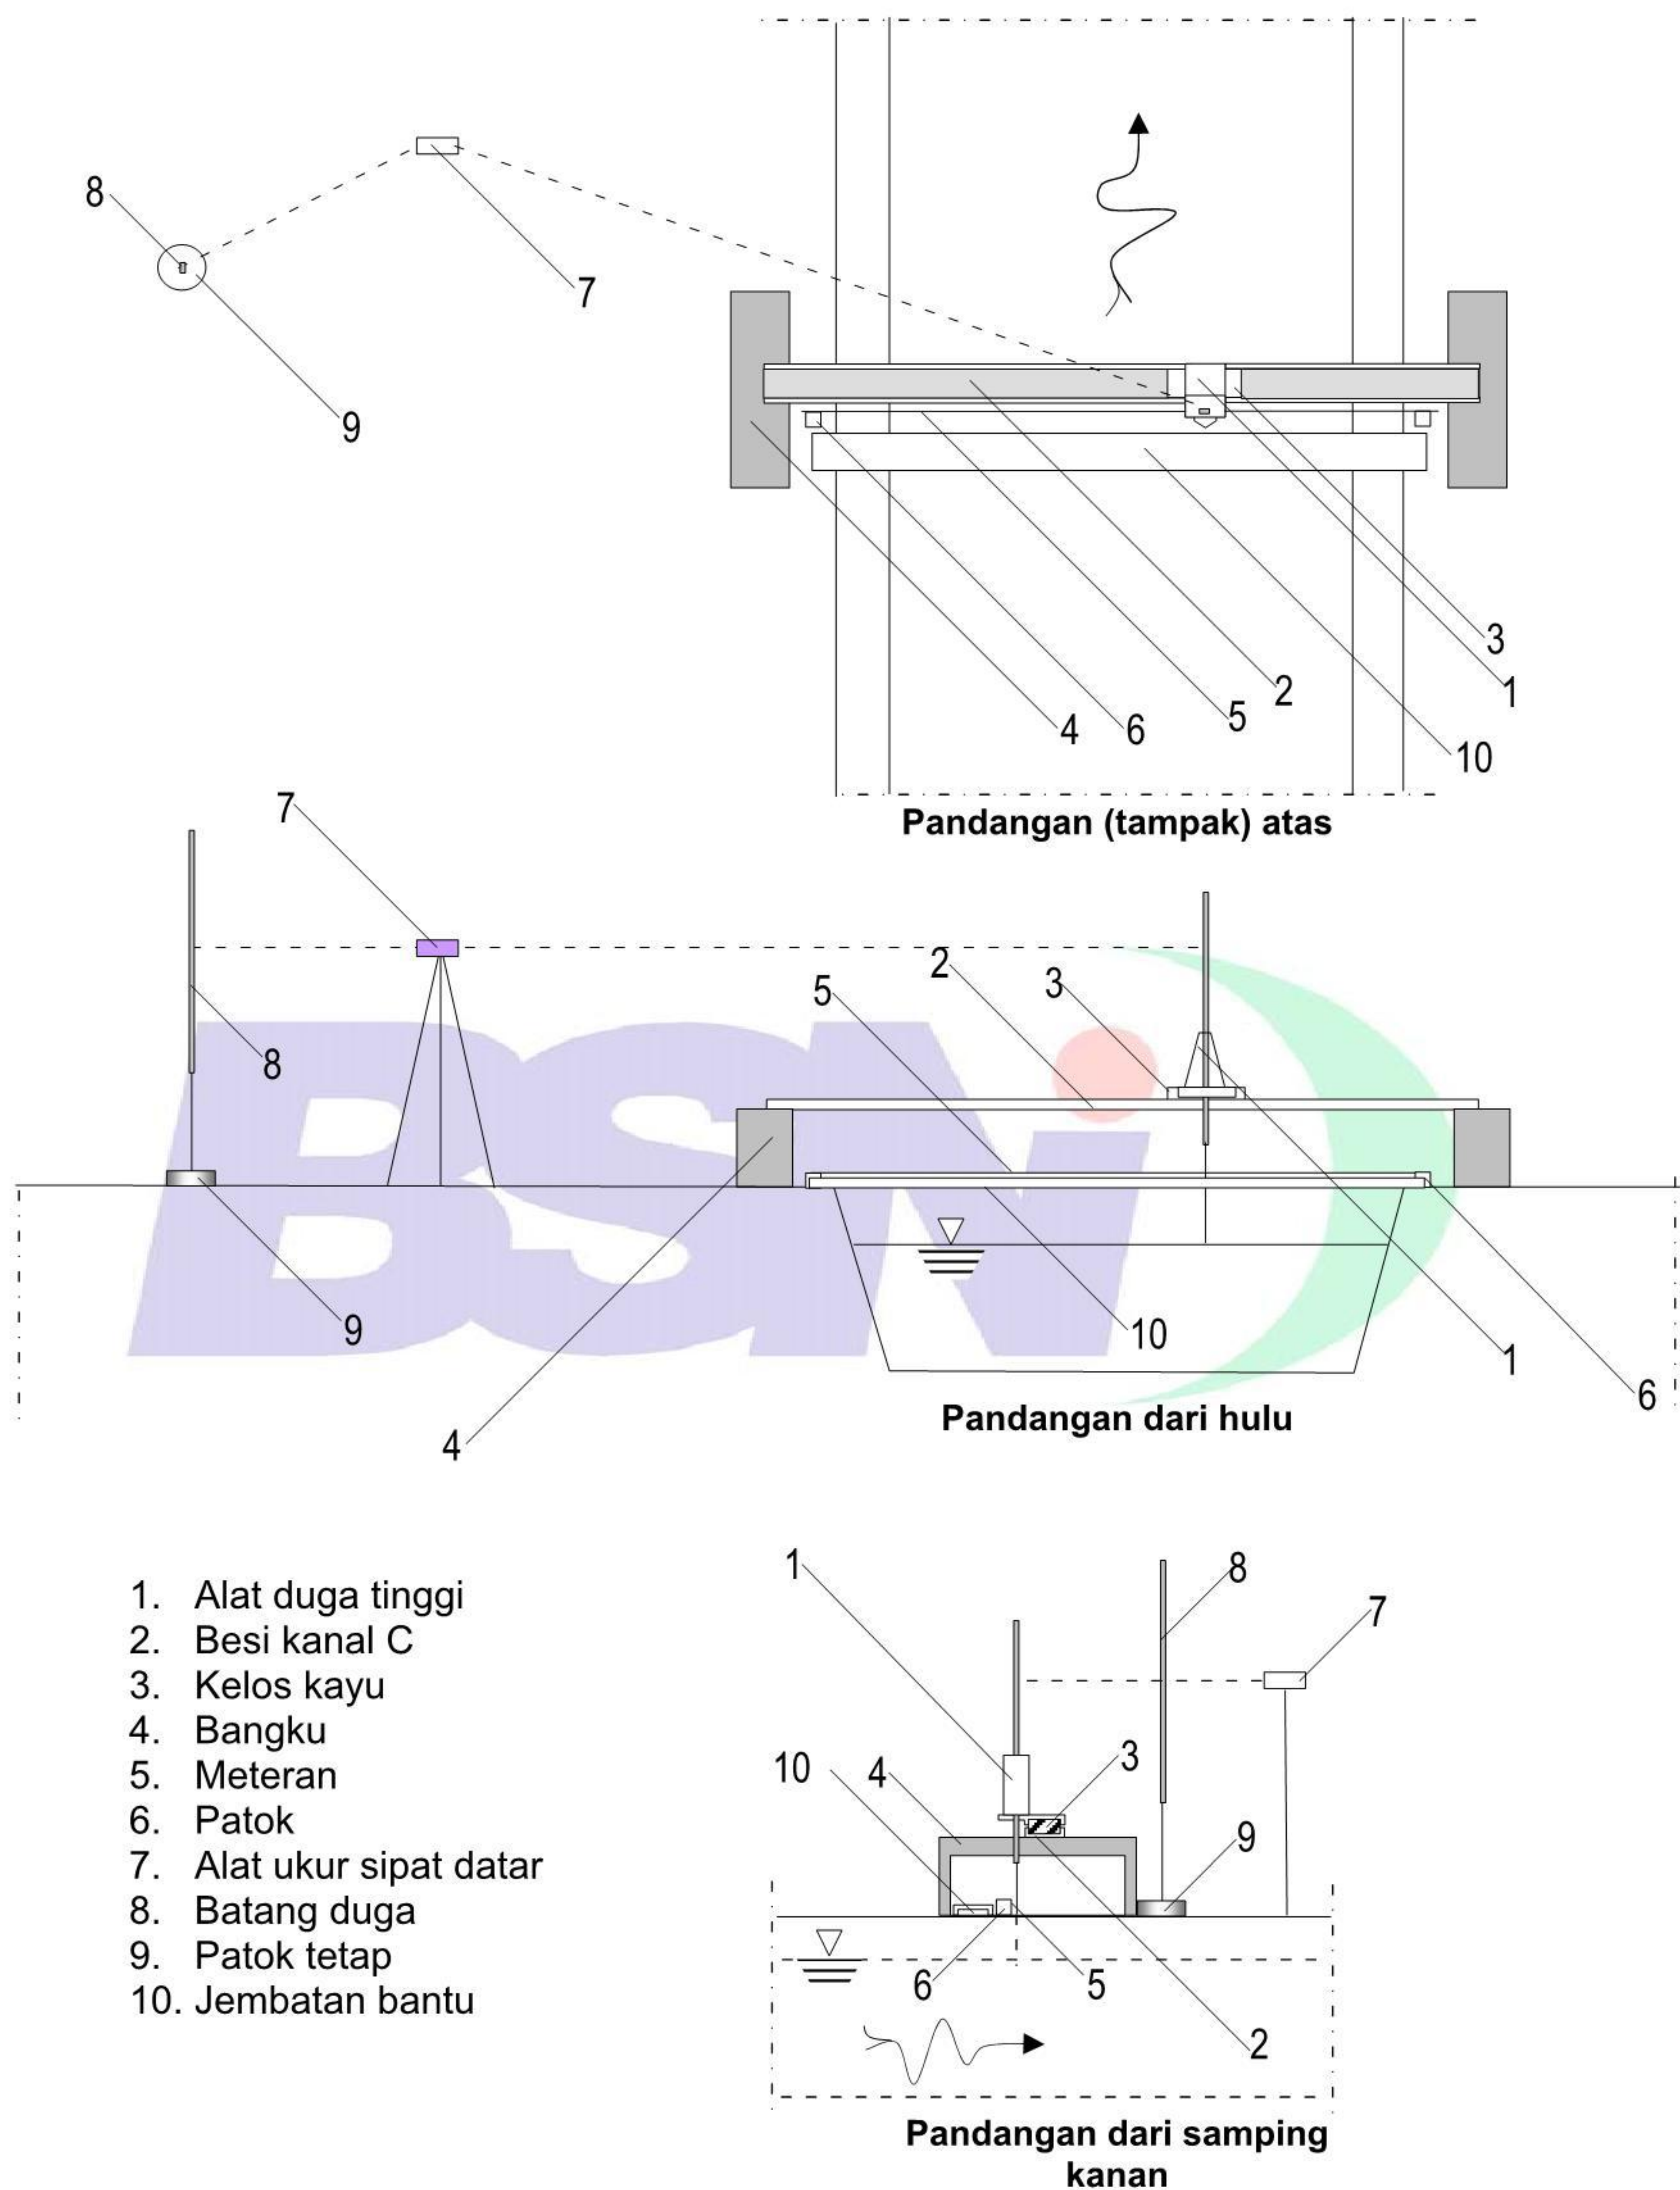 8
7
9
3
1
2
5
4
6
10
Pandangan (tampak) atas
7
2
3
5
8
9
10
1
6
4
Pandangan dari hulu
1. Alat duga tinggi
2. Besi kanal C
3. Kelos kayu
4. Bangku
5. Meteran
6. Patok
7. Alat ukur sipat datar
8. Batang duga
9. Patok tetap
10. Jembatan bantu
1
8
7
10
4
3
9
6
5
2
Pandangan dari samping
kanan
BSNi